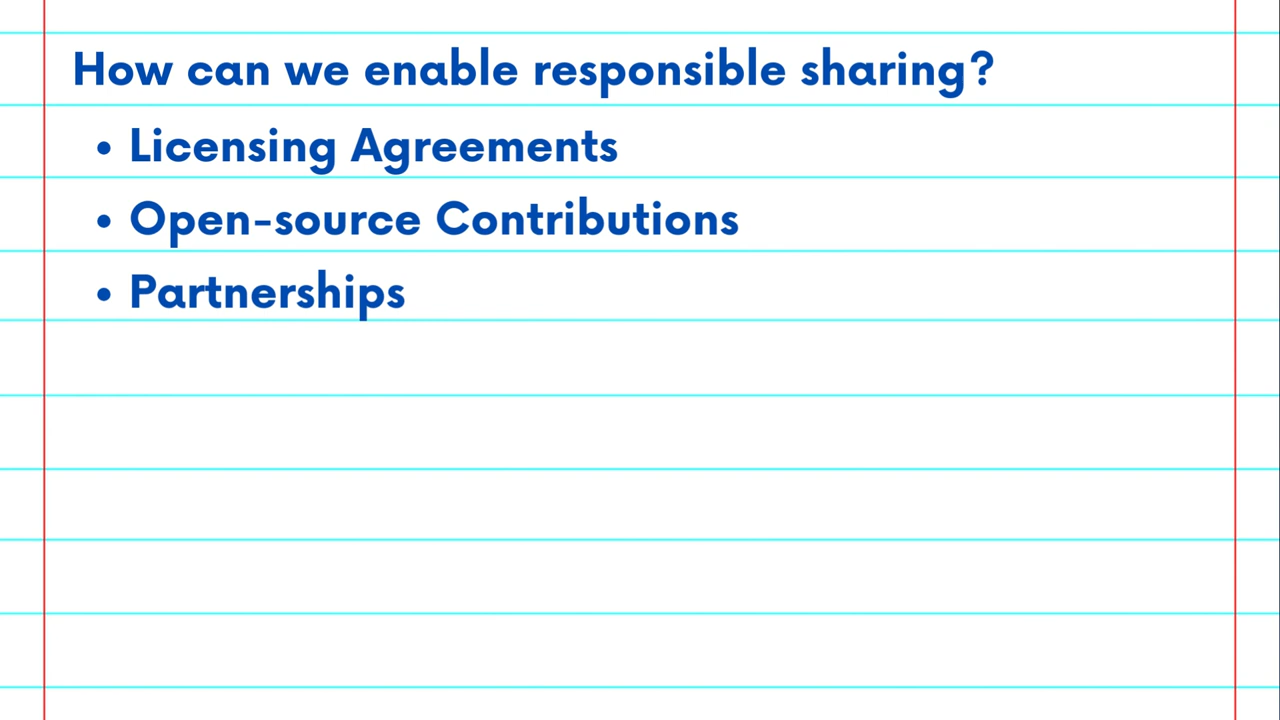 How can we enable responsible sharing?
• Licensing Agreements
• Open-source Contributions
• Partnerships